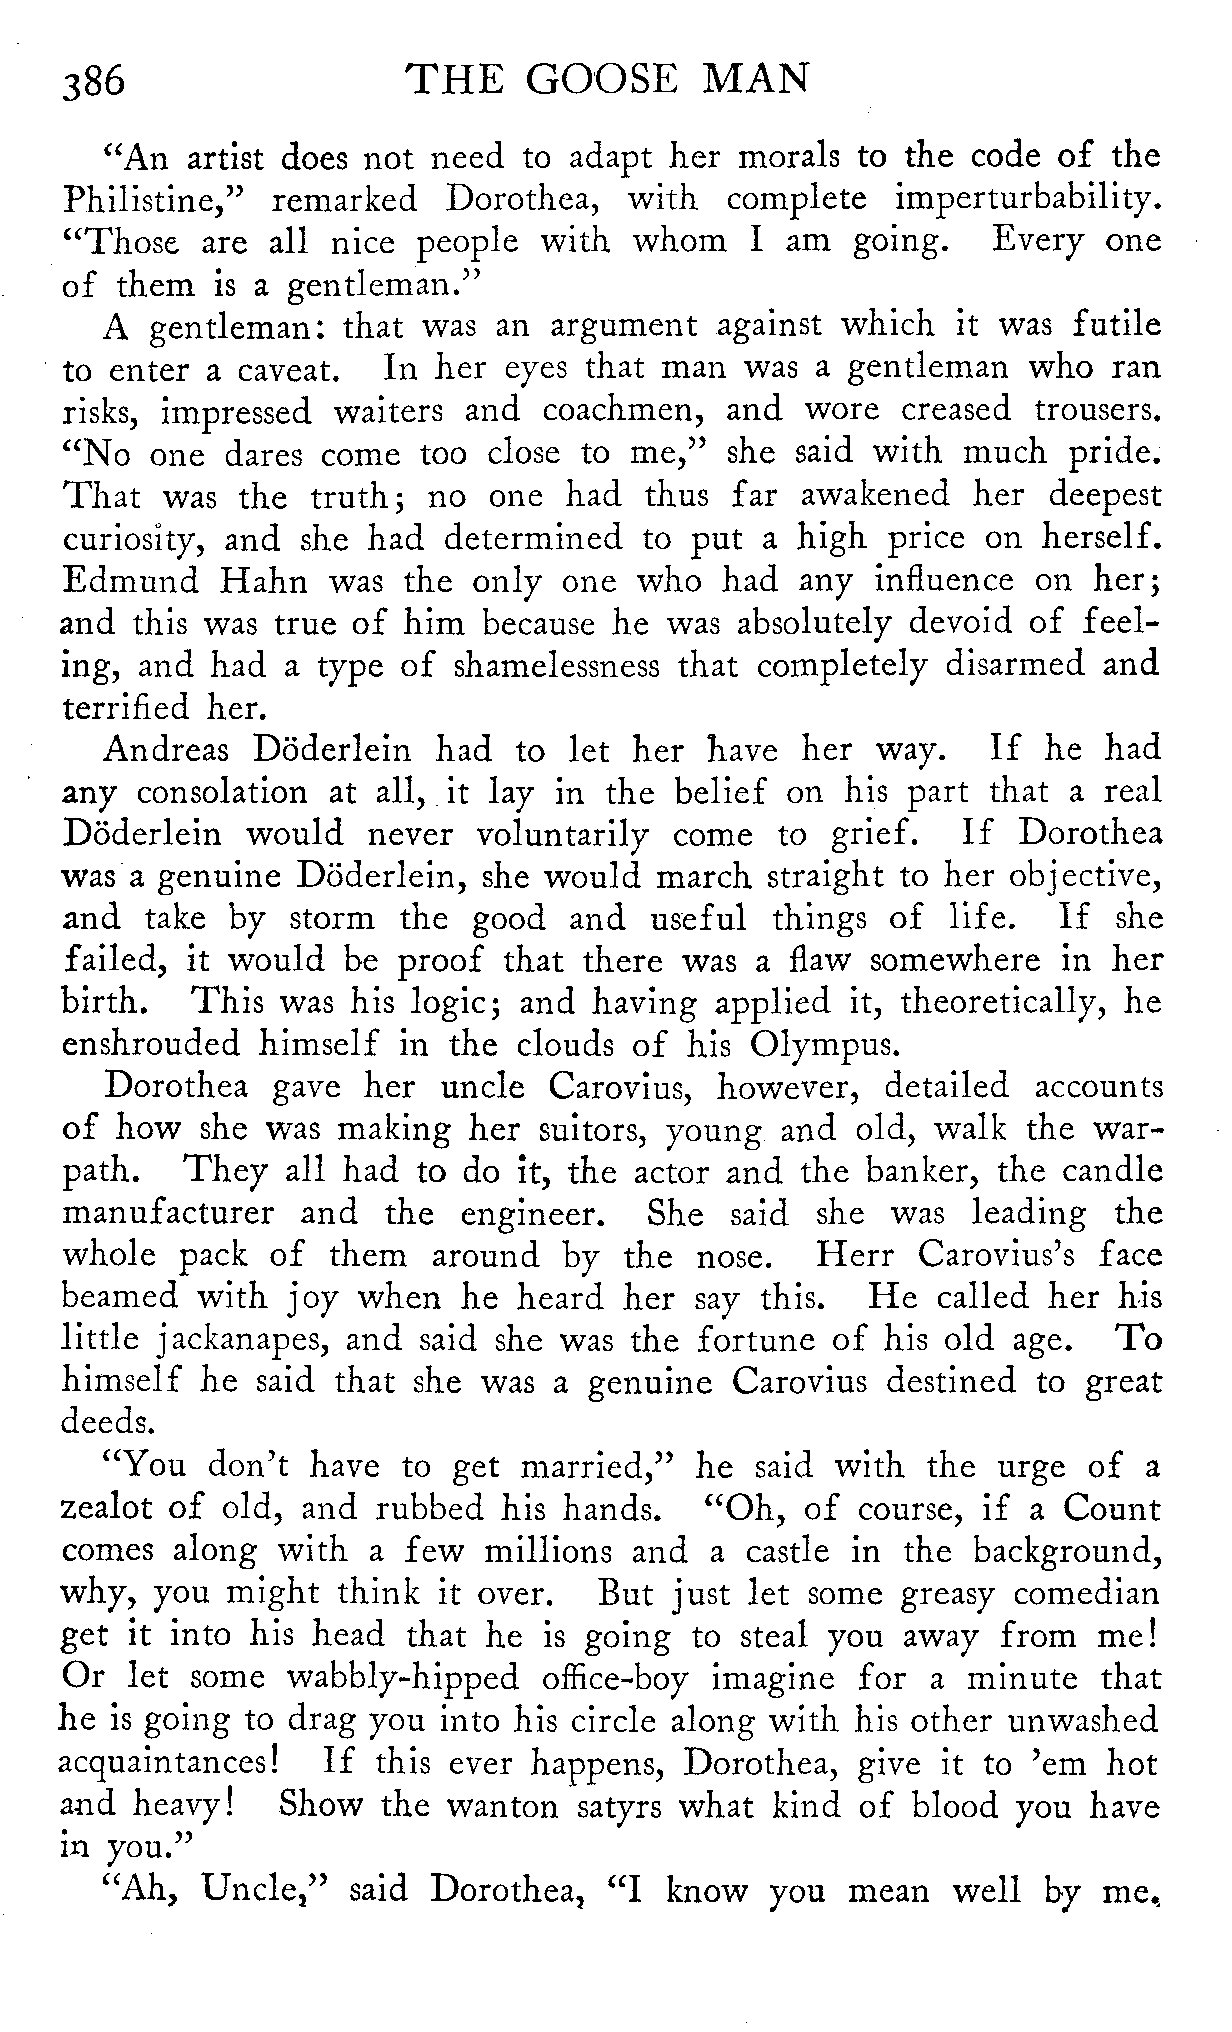 386 THE GOOSE MAN
“An artist does not need to adapt her morals to the code of the
Philistine,” remarked Dorothea, with complete imperturbability.
“Those are all nice people with whom I am going. Every one
of them is a gentleman.”
A gentleman: that was an argument against which it was futile
to enter a caveat. In her eyes that man was a gentleman who ran
risks, impressed waiters and coachmen, and wore creased trousers.
“No one dares come too close to me,” she said with much pride.
That was the truth; no one had thus far awakened her deepest
curiosity, and she had determined to put a high price on herself.
Edmund Hahn was the only one who had any influence on her;
and this was true of him because he was absolutely devoid of feel-
ing, and had a type of shamelessness that completely disarmed and
terrified her.
Andreas Döderlein had to let her have her way. If he had
any consolation at all, it lay in the belief on his part that a real
Döderlein would never voluntarily come to grief. If Dorothea
was a genuine Döderlein, she would march straight to her objective,
and take by storm the good and useful things of life. If she
failed, it would be proof that there was a flaw somewhere in her
birth. This was his logic; and having applied it, theoretically, he
enshrouded himself in the clouds of his Olympus.
Dorothea gave her uncle Carovius, however, detailed accounts
of how she was making her suitors, young and old, walk the war-
path. They all had to do it, the actor and the banker, the candle
manufacturer and the engineer. She said she was leading the
whole pack of them around by the nose. Herr Carovius’s face
beamed with joy when he heard her say this. He called her his
little jackanapes, and said she was the fortune of his old age. To
himself he said that she was a genuine Carovius destined to great
deeds.
“You don’t have to get married,” he said with the urge of a
zealot of old, and rubbed his hands. “Oh, of course, if a Count
comes along with a few millions and a castle in the background,
why, you might think it over. But just let some greasy comedian
get it into his head that he is going to steal you away from me!
Or let some wabbly-hipped office-boy imagine for a minute that
he is going to drag you into his circle along with his other unwashed
acquaintances! If this ever happens, Dorothea, give it to ’em hot
and heavy! Show the wanton satyrs what kind of blood you have
in you.”
“Ah, Uncle,” said Dorothea, “I know you mean well by me.